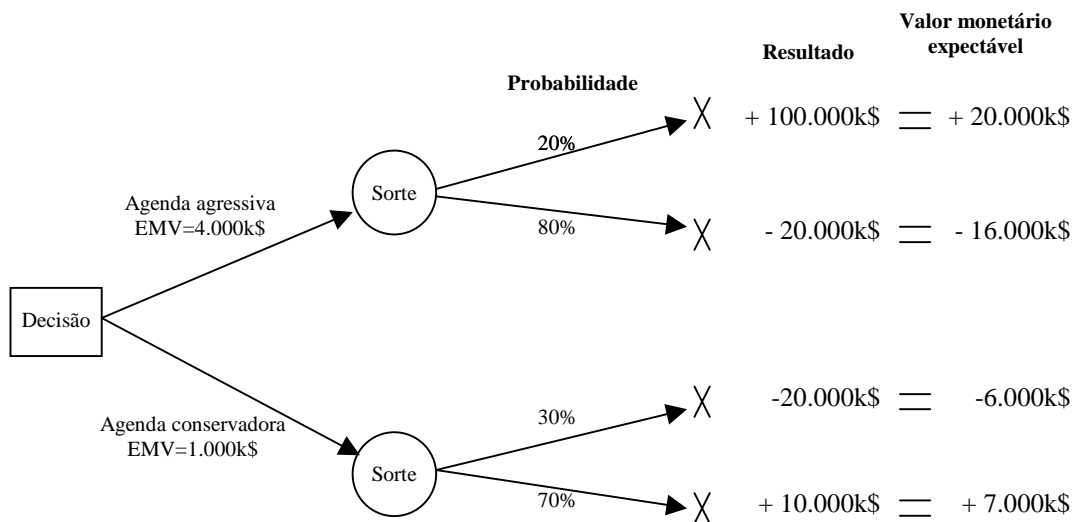 Valor monetário
expectável
Resultado
Probabilidade
+ 100.000k$ = + 20.000k$
20%
Sorte
Agenda agressiva
EMV=4.000k$
80%
- 20.000k$ = - 16.000k$
Decisão
-20.000k$ = -6.000k$
30%
Agenda conservadora
EMV=1.000k$
Sorte
70%
+ 10.000k$ = + 7.000k$